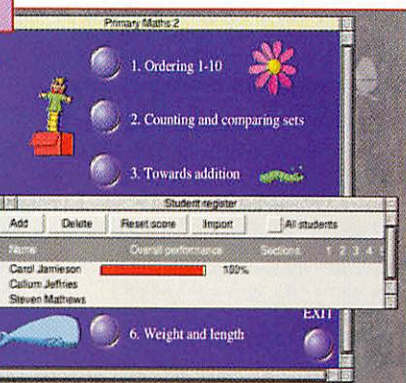 Primary Maths 2
1. Ordering 1-10
2. Counting and comparing sets
3. Towards addition
Student register
Add Delete Reset score Import All students
Name Overall performance Sections 1 2 3 4
Carol Jamieson 100%
Callum Jeffries
Steven Mathews
6. Weight and length
EXIT